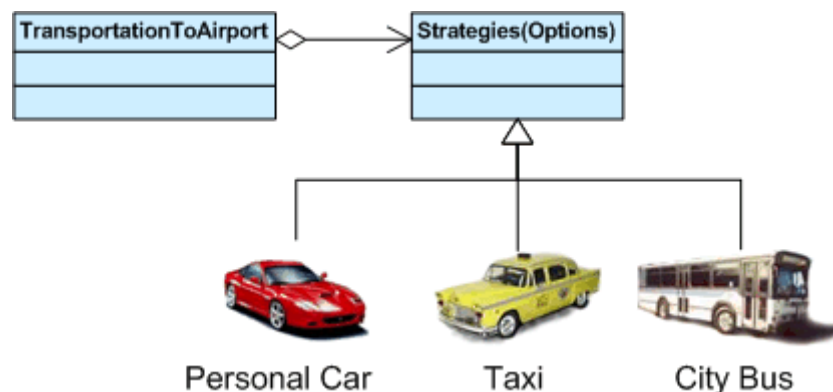 TransportationToAirport
Strategies(Options)
Personal Car
Taxi
City Bus